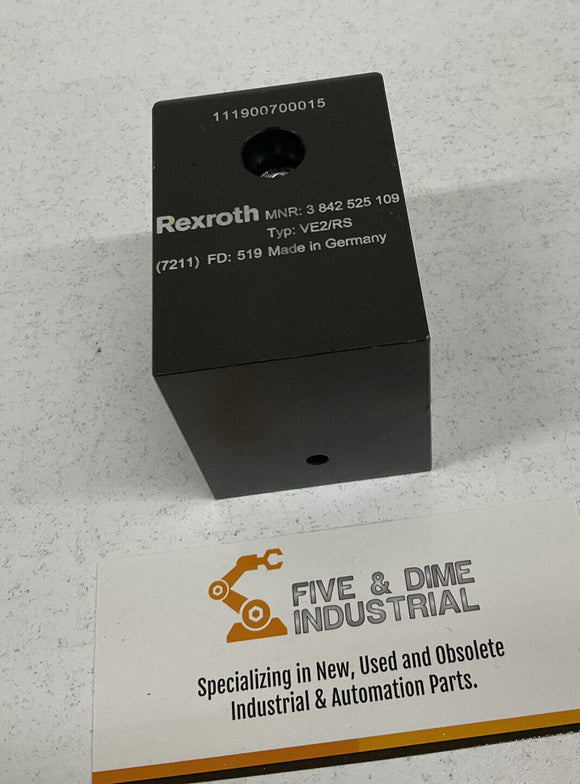 111900700015
Rexroth MNR: 3 842 525 109
Typ: VE2/RS
(7211) FD: 519 Made in Germany
FIVE & DIME
INDUSTRIAL
Specializing in New, Used and Obsolete
Industrial & Automation Parts.